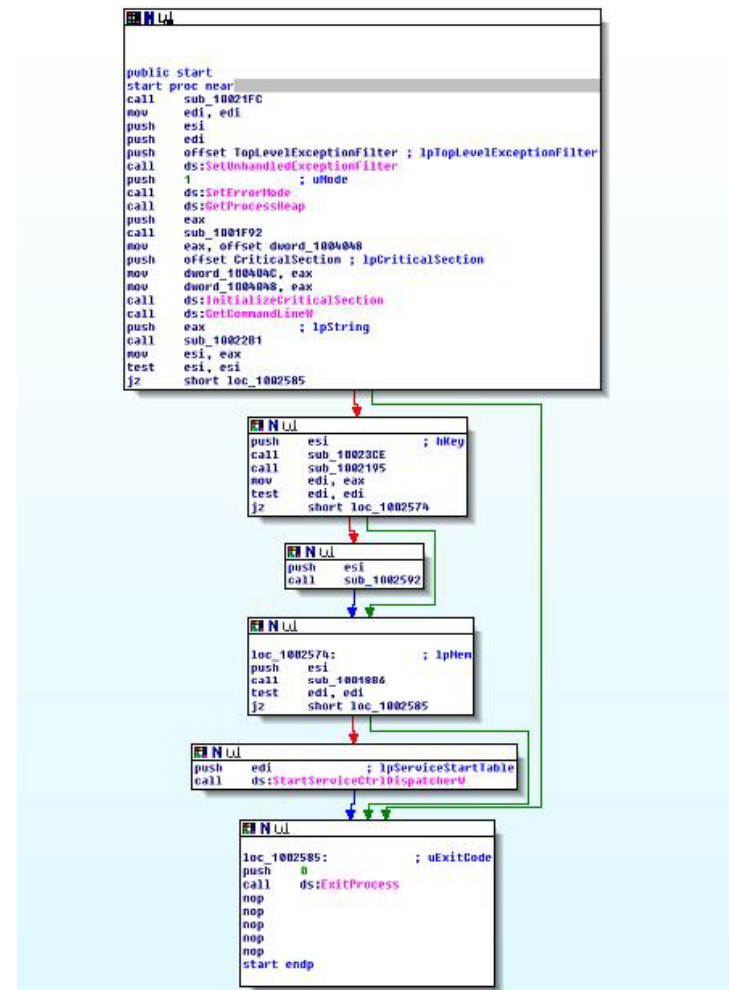 public start
start proc near
call sub_10021FC
mov edi, edi
push esi
push edi
push offset TopLevelExceptionFilter ; lpTopLevelExceptionFilter
call ds:SetUnhandledExceptionFilter
push 1 ; uMode
call ds:SetErrorMode
call ds:GetProcessHeap
push eax
call sub_1001F92
mov eax, offset dword_1004048
push offset CriticalSection ; lpCriticalSection
mov dword_100404C, eax
mov dword_1004048, eax
call ds:InitializeCriticalSection
call ds:GetCommandLineW
push eax ; lpString
call sub_10022B1
mov esi, eax
test esi, esi
jz short loc_1002585
push esi ; hKey
call sub_10023CE
call sub_1002195
mov edi, eax
test edi, edi
jz short loc_1002574
push esi
call sub_1002592
loc_1002574: ; lpMem
push esi
call sub_10018B6
test edi, edi
jz short loc_1002585
push edi ; lpServiceStartTable
call ds:StartServiceCtrlDispatcherW
loc_1002585: ; uExitCode
push 0
call ds:ExitProcess
nop
nop
nop
nop
nop
start endp